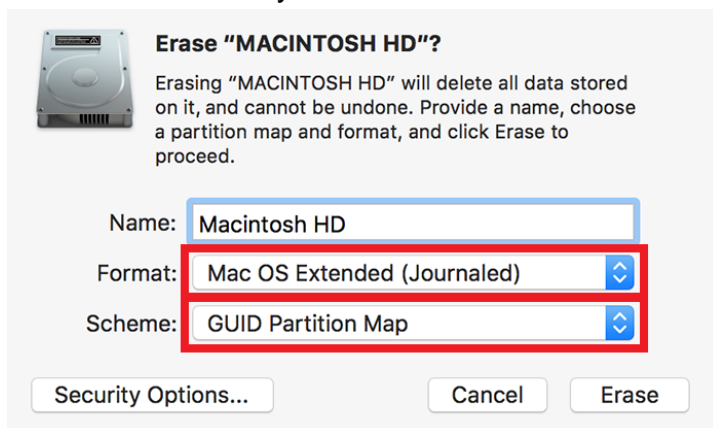 Erase “MACINTOSH HD”?
Erasing “MACINTOSH HD” will delete all data stored
on it, and cannot be undone. Provide a name, choose
a partition map and format, and click Erase to
proceed.
Name: Macintosh HD
Format: Mac OS Extended (Journaled)
Scheme: GUID Partition Map
Security Options... Cancel Erase